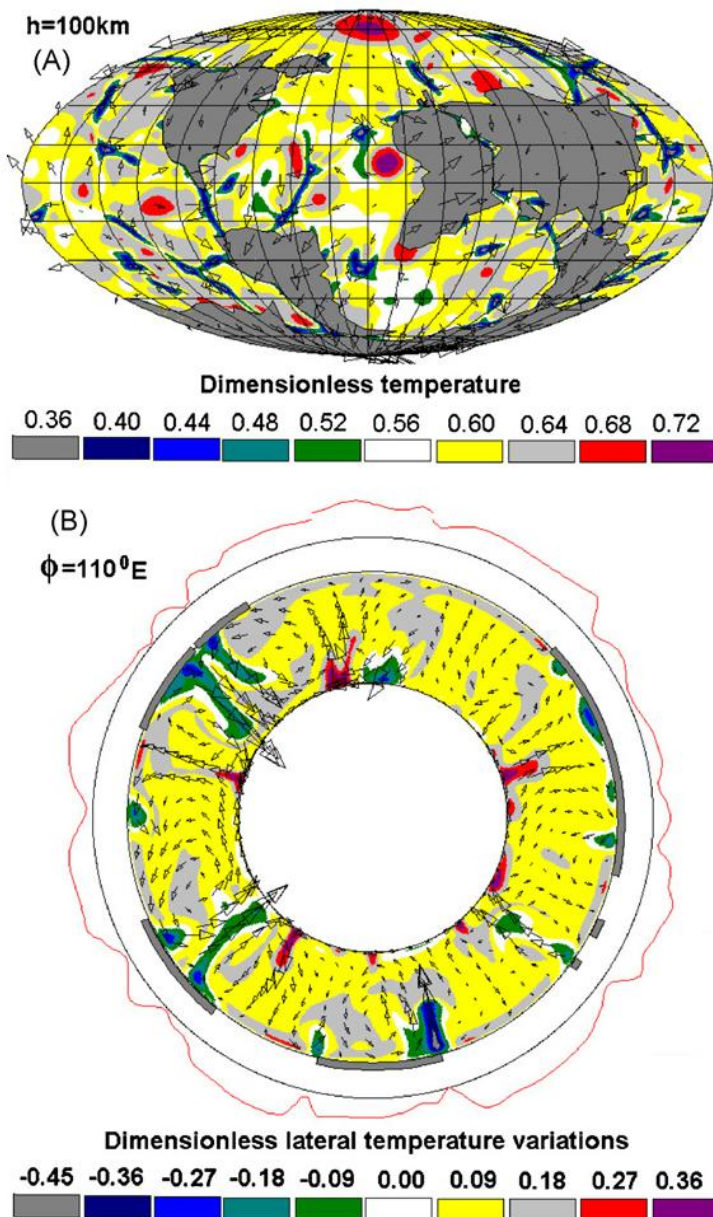 h=100km
(A)
Dimensionless temperature
0.36 0.40 0.44 0.48 0.52 0.56 0.60 0.64 0.68 0.72
(B)
ϕ=110⁰E
Dimensionless lateral temperature variations
-0.45 -0.36 -0.27 -0.18 -0.09 0.00 0.09 0.18 0.27 0.36